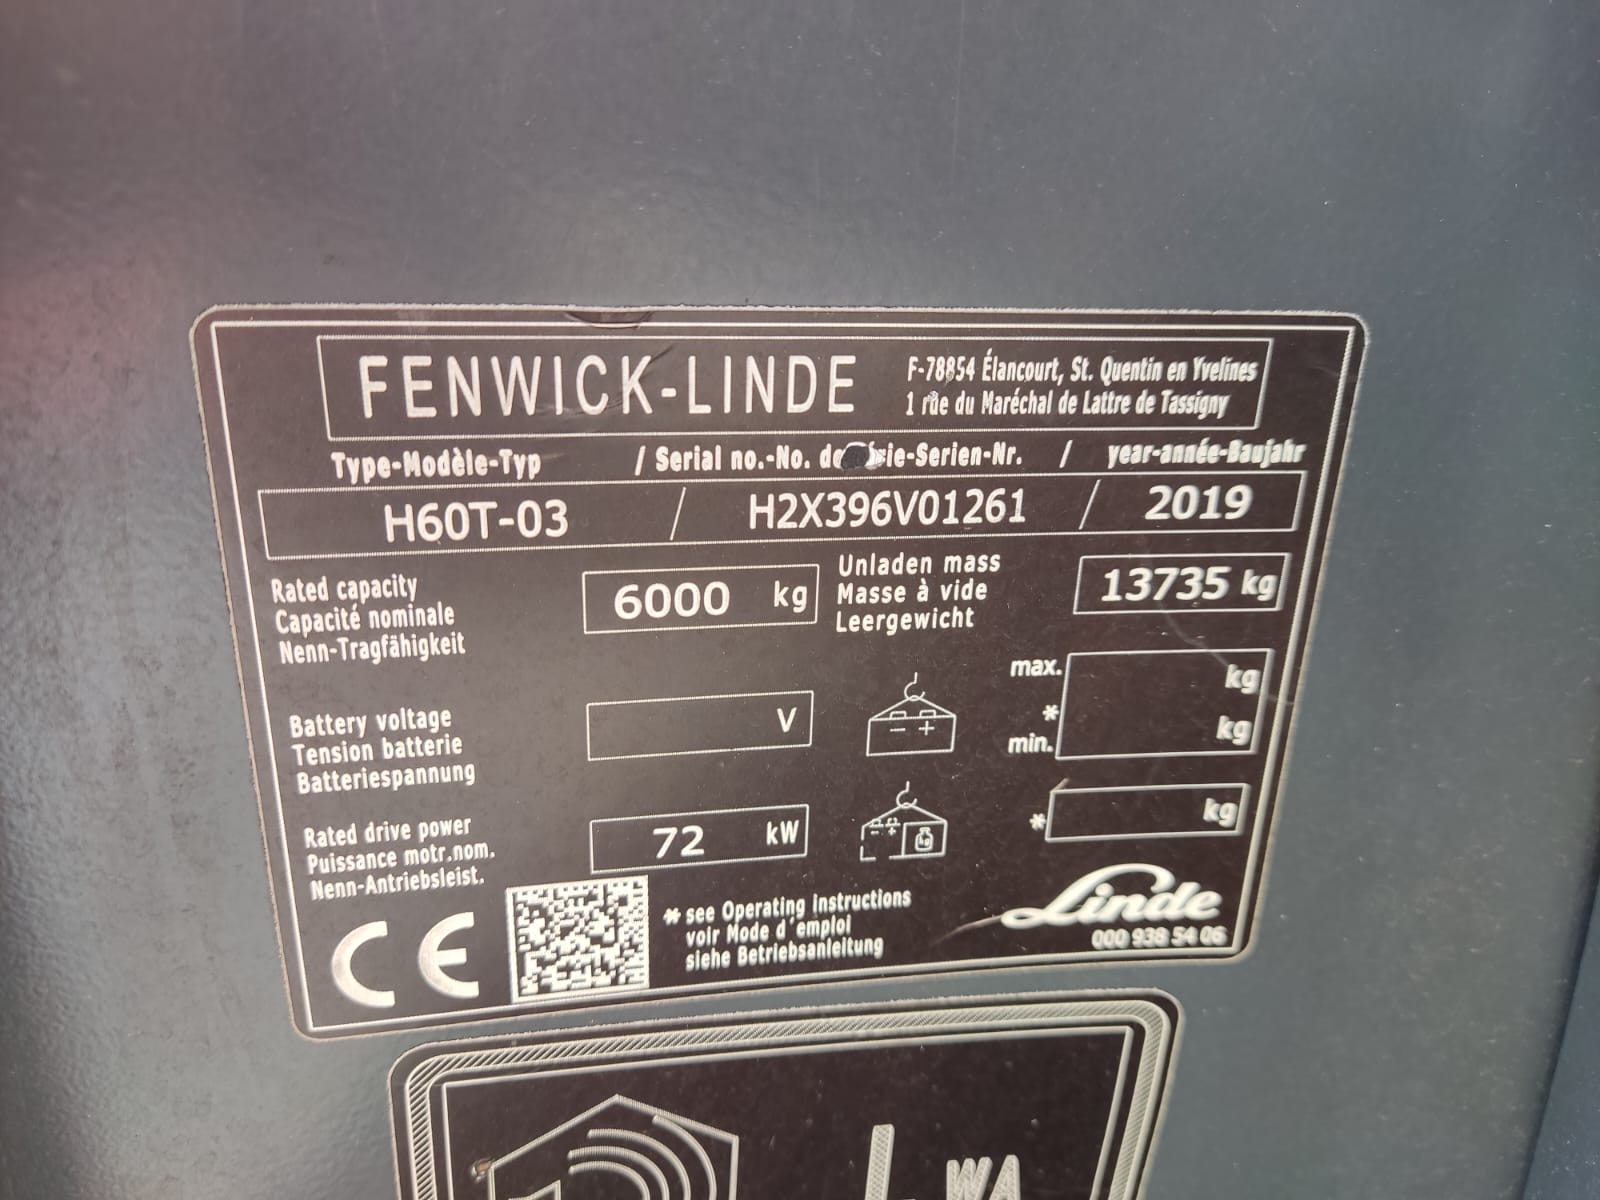 FENWICK-LINDE
F-78854 Élancourt, St. Quentin en Yvelines
1 rue du Maréchal de Lattre de Tassigny
Type-Modèle-Typ / Serial no.-No. de série-Serien-Nr. / year-année-Baujahr
H60T-03 / H2X396V01261 / 2019
Rated capacity
Capacité nominale
Nenn-Tragfähigkeit
6000 kg
Unladen mass
Masse à vide
Leergewicht
13735 kg
Battery voltage
Tension batterie
Batteriespannung
V
- +
max. kg
*
min. kg
Rated drive power
Puissance motr.nom.
Nenn-Antriebsleist.
72 kW
- +
kg
* kg
CE
* see Operating instructions
voir Mode d'emploi
siehe Betriebsanleitung
Linde
000 938 54 06
LWA